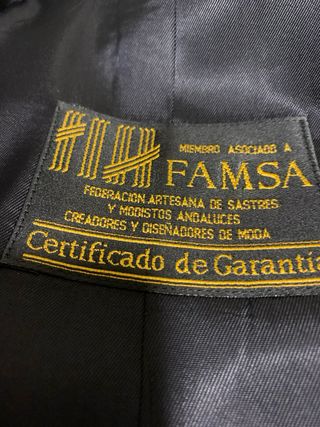 MIEMBRO ASOCIADO A
FAMSA
FEDERACION ARTESANA DE SASTRES
Y MODISTOS ANDALUCES
CREADORES Y DISEÑADORES DE MODA
Certificado de Garantía